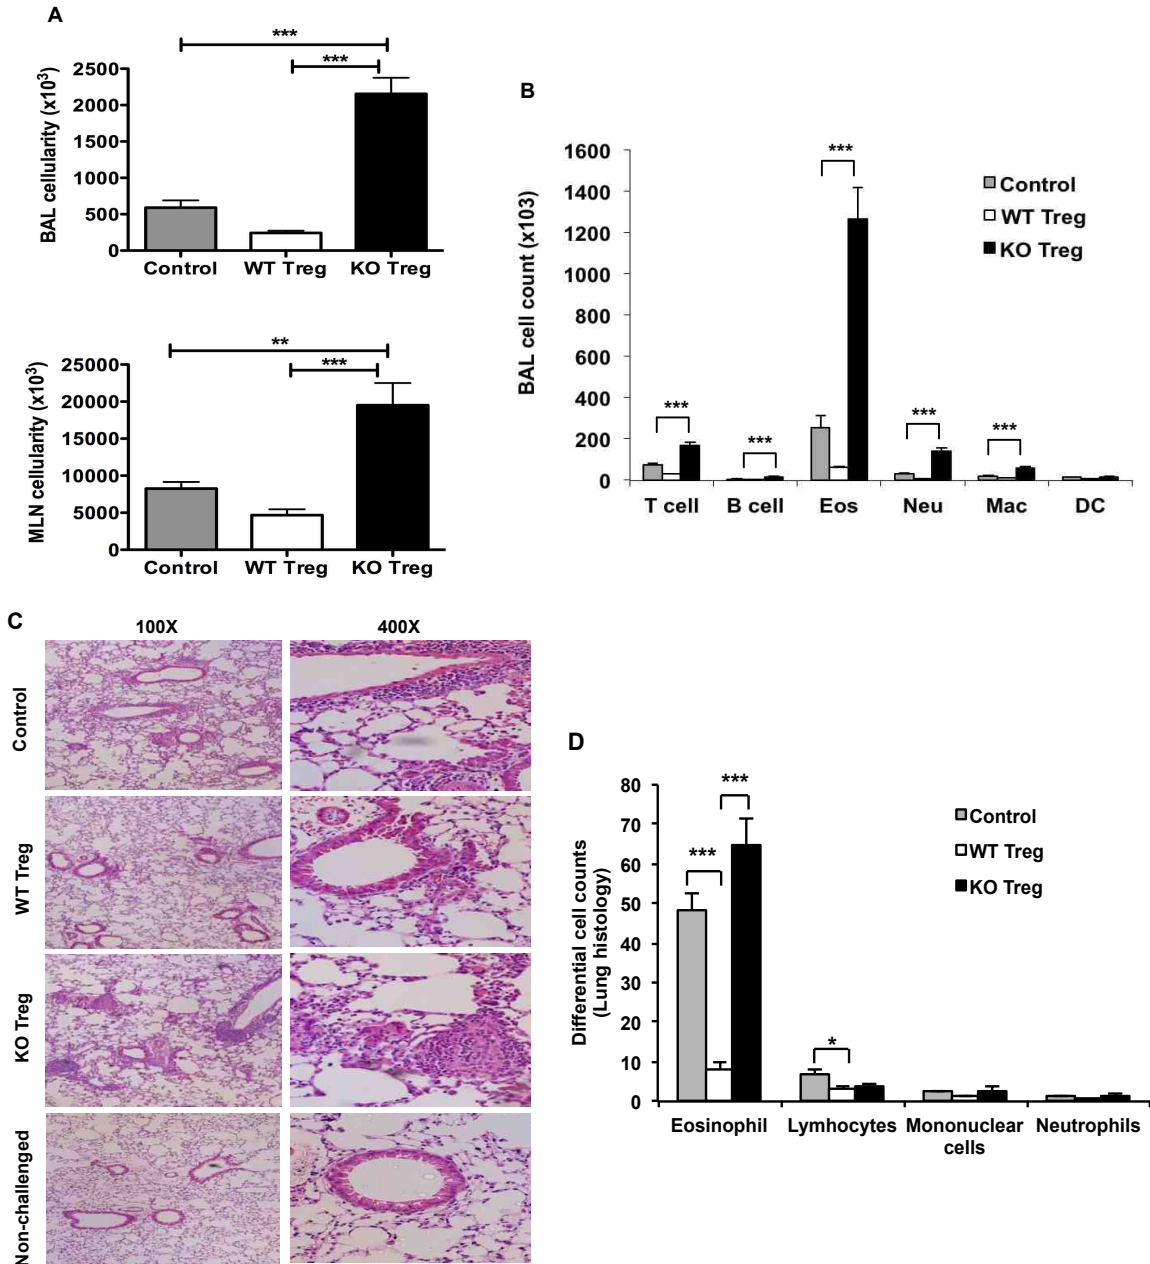 A
***
***
BAL cellularity (x10³)
2500
2000
1500
1000
500
0
Control WT Treg KO Treg
**
***
MLN cellularity (x10³)
25000
20000
15000
10000
5000
0
Control WT Treg KO Treg
B
BAL cell count (x103)
1600
1400
1200
1000
800
600
400
200
0
***
***
***
***
***
Control
WT Treg
KO Treg
T cell B cell Eos Neu Mac DC
C
100X 400X
Control
WT Treg
KO Treg
Non-challenged
D
Differential cell counts
(Lung histology)
80
70
60
50
40
30
20
10
0
***
***
*
Control
WT Treg
KO Treg
Eosinophil Lymhocytes Mononuclear Neutrophils
cells